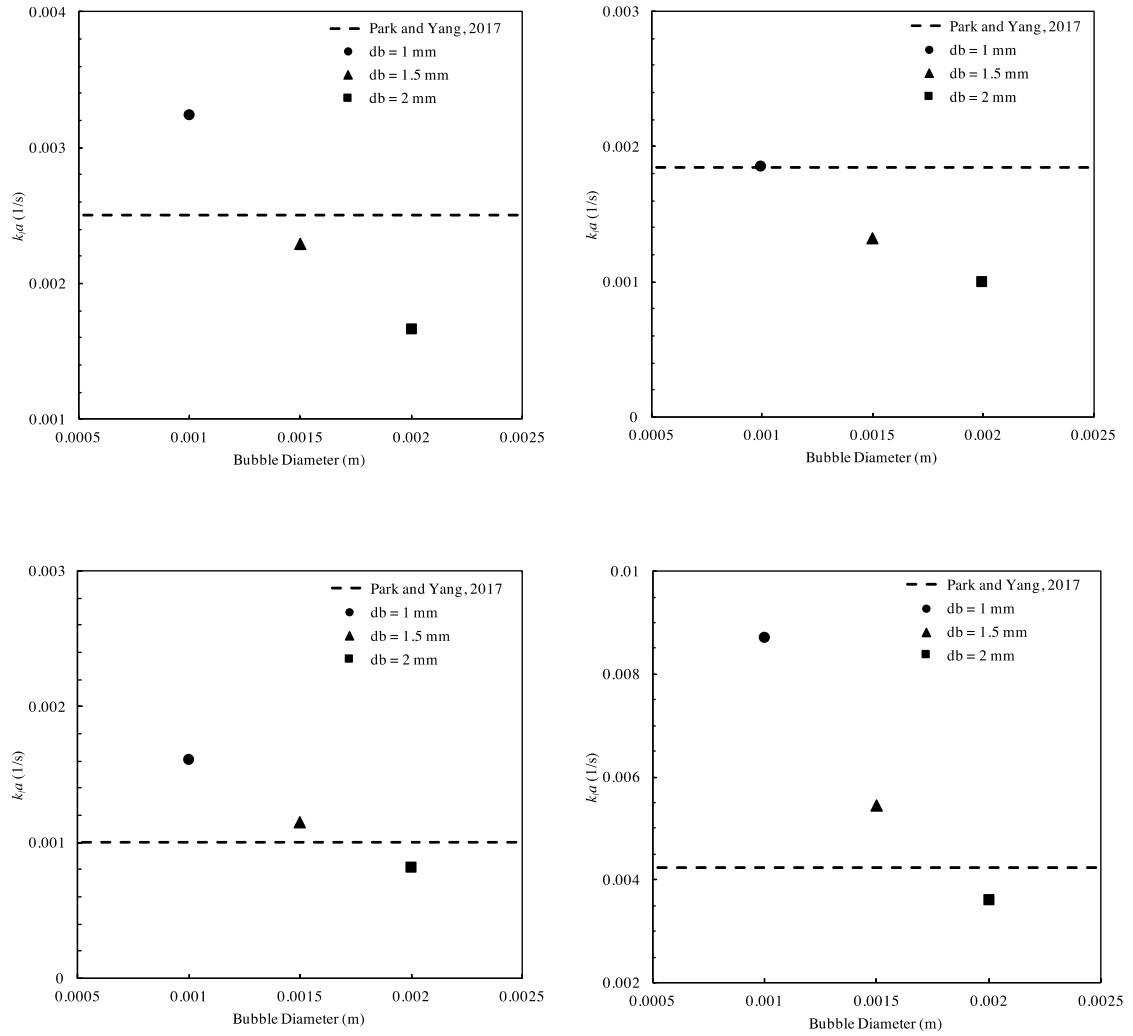 0.004
0.003
0.002
0.001
0.0005 0.001 0.0015 0.002 0.0025
Bubble Diameter (m)
kₗa (1/s)
Park and Yang, 2017
db = 1 mm
db = 1.5 mm
db = 2 mm
0.003
0.002
0.001
0
0.0005 0.001 0.0015 0.002 0.0025
Bubble Diameter (m)
kₗa (1/s)
Park and Yang, 2017
db = 1 mm
db = 1.5 mm
db = 2 mm
0.003
0.002
0.001
0
0.0005 0.001 0.0015 0.002 0.0025
Bubble Diameter (m)
kₗa (1/s)
Park and Yang, 2017
db = 1 mm
db = 1.5 mm
db = 2 mm
0.01
0.008
0.006
0.004
0.002
0.0005 0.001 0.0015 0.002 0.0025
Bubble Diameter (m)
kₗa (1/s)
Park and Yang, 2017
db = 1 mm
db = 1.5 mm
db = 2 mm